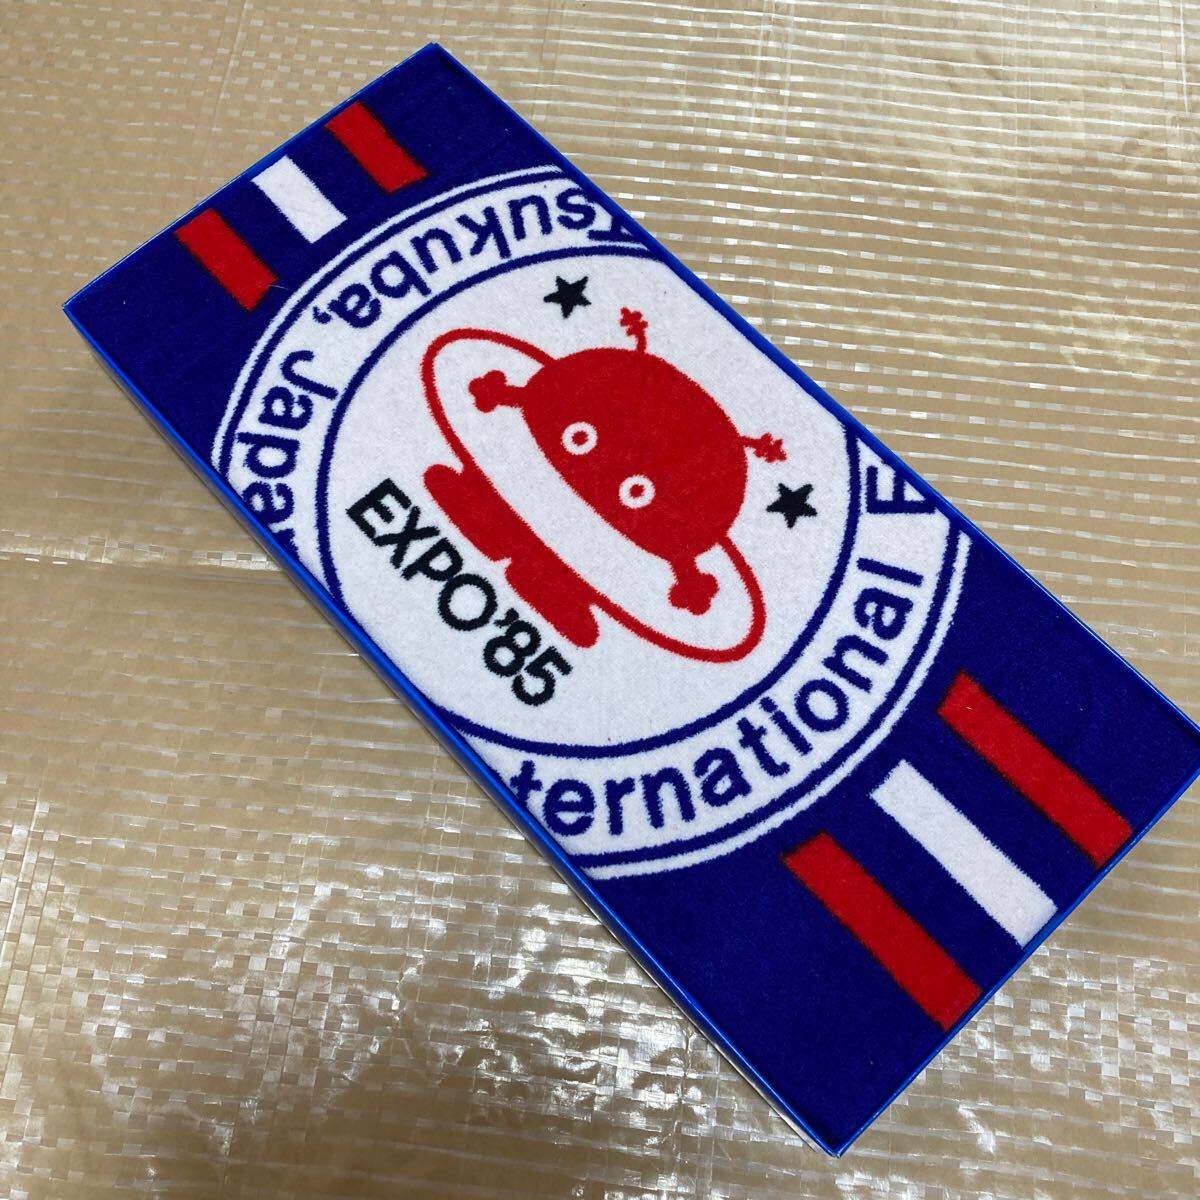 EXPO'85
Tsukuba, Japan
International